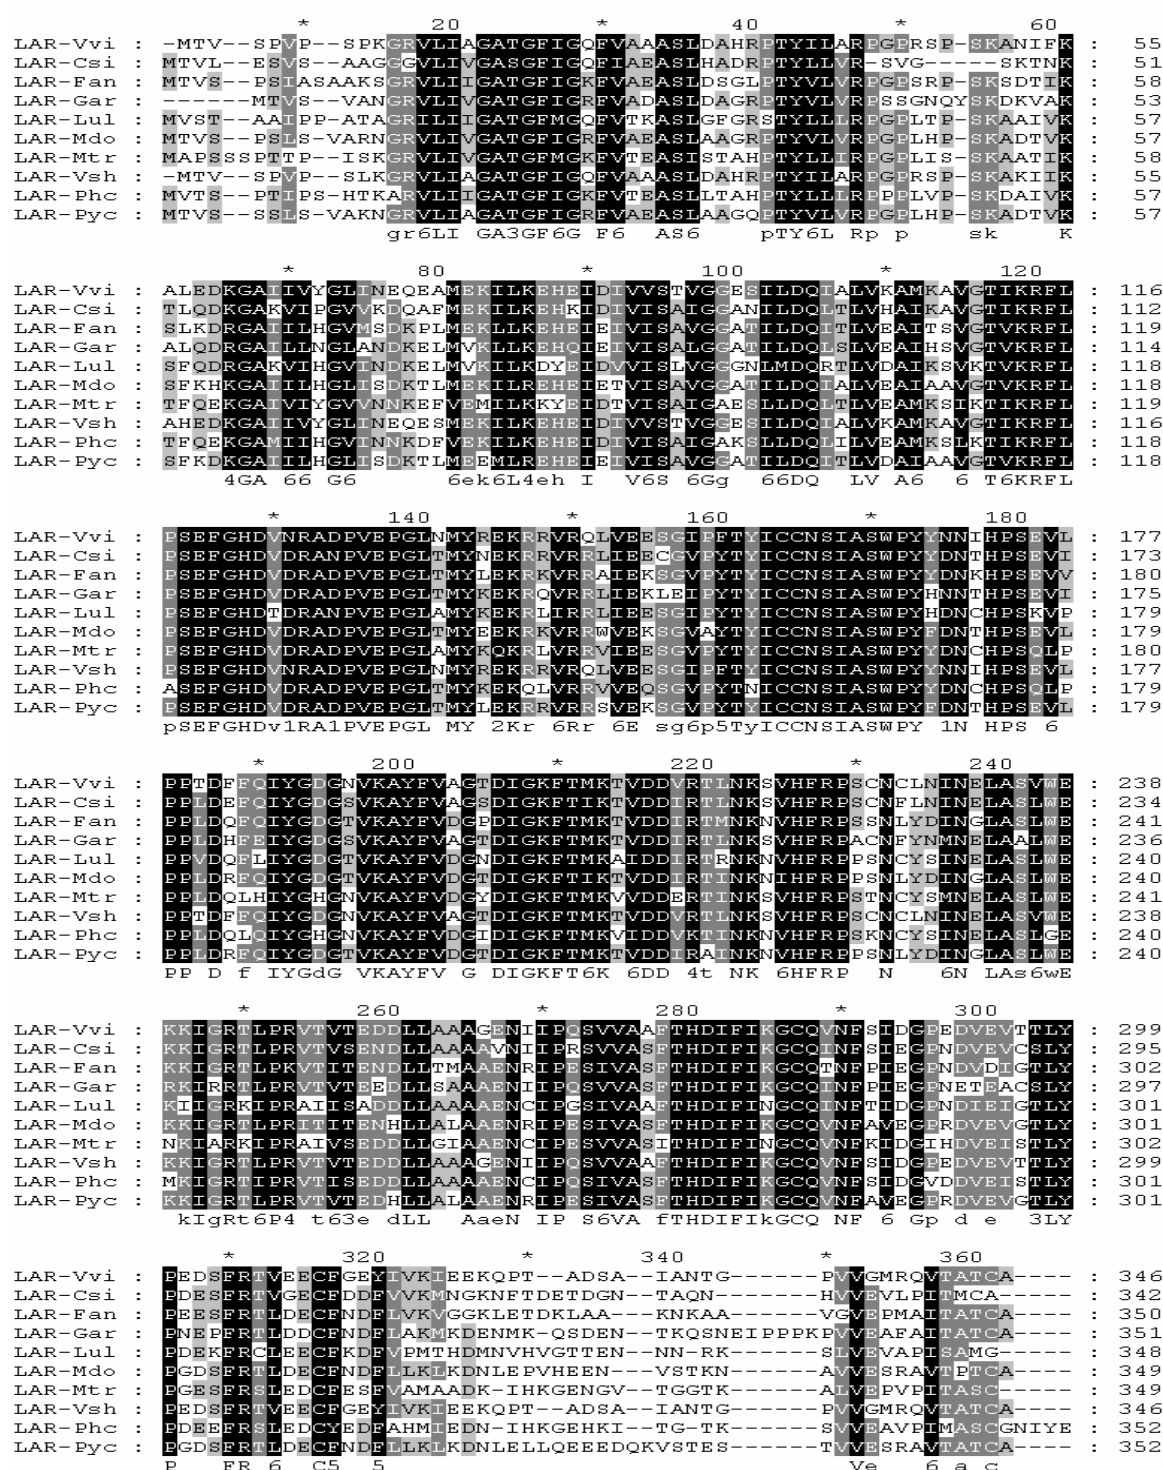 * 20 * 40 * 60
LAR-Vvi : -MTV--SPVP--SPKGRVLIAGATGFIGQFVAAASLDAHRPTYILARPGPRSP-SKANIFK : 55
LAR-Csi : MTVL--ESVS--AAGGGVLIVGASGFIGQFIAEASLHADRPTYLLVR-SVG-----SKTNK : 51
LAR-Fan : MTVS--PSIASAAKSGRVLIIGATGFIGKFVAEASLDSGLPTYVLVRPGPSRP-SKSDTIK : 58
LAR-Gar : ------MTVS--VANGRVLIVGATGFIGRFVADASLDAGRPTYVLVRPSSGNQYSKDKVAK : 53
LAR-Lul : MVST--AAIPP-ATAGRILIIGATGFMGQFVTKASLGFGRSTYLLLRPGPLTP-SKAAIVK : 57
LAR-Mdo : MTVS--PSLS-VARNGRVLIVGATGFIGRFVAEASLAAGQPTYVLVRPGPLHP-SKADTVK : 57
LAR-Mtr : MAPSSSPTTP--ISKGRVLIVGATGFMGKFVTEASISTAHPTYLLIRPGPLIS-SKAATIK : 58
LAR-Vsh : -MTV--SPVP--SLKGRVLIAGATGFIGQFVAAASLDAHRPTYILARPGPRSP-SKAKIIK : 55
LAR-Phc : MVTS--PTIPS-HTKARVLIIGATGFIGKFVTEASLLTAHPTYLLLRPPPLVP-SKDAIVK : 57
LAR-Pyc : MTVS--SSLS-VAKNGRVLIAGATGFIGRFVAEASLAAGQPTYVLVRPGPLHP-SKADTVK : 57
gr6LI GA3GF6G F6 AS6 pTY6L Rp p sk K
* 80 * 100 * 120
LAR-Vvi : ALEDKGAIIVYGLINEQEAMEKILKEHEIDIVVSTVGGESILDQIALVKAMKAVGTIKRFL : 116
LAR-Csi : TLQDKGAKVIPGVVKDQAFMEKILKEHKIDIVISAIGGANILDQLTLVHAIKAVGTIKRFL : 112
LAR-Fan : SLKDRGAIILHGVMSDKPLMEKLLKEHEIEIVISAVGGATILDQITLVEAITSVGTVKRFL : 119
LAR-Gar : ALQDRGAILLNGLANDKELMVKLLKEHQIEIVISALGGATILDQLSLVEAIHSVGTVKRFL : 114
LAR-Lul : SFQDRGAKVIHGVINDKELMVKILKDYEIDVVISLVGGGNLMDQRTLVDAIKSVKTVKRFL : 118
LAR-Mdo : SFKHKGAIILHGLISDKTLMEKILREHEIETVISAVGGATILDQIALVEAIAAVGTVKRFL : 118
LAR-Mtr : TFQEKGAIVIYGVVNNKEFVEMILKKYEIDTVISAIGAESLLDQLTLVEAMKSIKTIKRFL : 119
LAR-Vsh : AHEDKGAIIVYGLINEQESMEKILKEHEIDIVVSTVGGESILDQIALVKAMKAVGTIKRFL : 116
LAR-Phc : TFQEKGAMIIHGVINNKDFVEKILKEHEIDIVISAIGAKSLLDQLILVEAMKSLKTIKRFL : 118
LAR-Pyc : SFKDKGAIILHGLISDKTLMEEMLREHEIEIVISAVGGATILDQITLVDAIAAVGTVKRFL : 118
4GA 66 G6 6ek6L4eh I V6S 6Gg 66DQ LV A6 6 T6KRFL
* 140 * 160 * 180
LAR-Vvi : PSEFGHDVNRADPVEPGLNMYREKRRVRQLVEESGIPFTYICCNSIASWPYYNNIHPSEVL : 177
LAR-Csi : PSEFGHDVDRANPVEPGLTMYNEKRRVRRLIEECGVPYTYICCNSIASWPYYDNTHPSEVI : 173
LAR-Fan : PSEFGHDVDRADPVEPGLTMYLEKRKVRRAIEKSGVPYTYICCNSIASWPYYDNKHPSEVV : 180
LAR-Gar : PSEFGHDVDRADPVEPGLTMYKEKRQVRRLIEKLEIPYTYICCNSIASWPYHNNTHPSEVI : 175
LAR-Lul : PSEFGHDTDRANPVEPGLAMYKEKRLIRRLIEESGIPYTYICCNSIASWPYHDNCHPSKVP : 179
LAR-Mdo : PSEFGHDVDRADPVEPGLTMYEEKRKVRRWVEKSGVAYTYICCNSIASWPYFDNTHPSEVL : 179
LAR-Mtr : PSEFGHDVDRADPVEPGLAMYKQKRLVRRVIEESGVPYTYICCNSIASWPYYDNCHPSQLP : 180
LAR-Vsh : PSEFGHDVNRADPVEPGLNMYREKRRVRQLVEESGIPFTYICCNSIASWPYYNNIHPSEVL : 177
LAR-Phc : ASEFGHDVDRADPVEPGLTMYKEKQLVRRVVEQSGVPYTNICCNSIASWPYYDNCHPSQLP : 179
LAR-Pyc : PSEFGHDVDRADPVEPGLTMYLEKRRVRRSVEKSGVPYTYICCNSIASWPYFDNTHPSEVL : 179
pSEFGHDv1RA1PVEPGL MY 2Kr 6Rr 6E sg6p5TyICCNSIASWPY 1N HPS 6
* 200 * 220 * 240
LAR-Vvi : PPTDFFQIYGDGNVKAYFVAGTDIGKFTMKTVDDVRTLNKSVHFRPSCNCLNINELASVWE : 238
LAR-Csi : PPLDEFQIYGDGSVKAYFVAGSDIGKFTIKTVDDVRTLNKSVHFRPSCNFLNINELASVWE : 234
LAR-Fan : PPLDQFQIYGDGTVKAYFVDGPDIGKFTMKTVDDIRTMNKSVHFRPSSNLYDINGLASLWE : 241
LAR-Gar : PPLDHFEIYGDGSVKAYFVAGTDIGKFTMKTVDDIRTLNKSVHFRPACNFYNMNELAALWE : 236
LAR-Lul : PPVDQFLIYGDGTVKAYFVDGNDIGKFTMKAIDDIRTRNKNVHFRPPSNCYSINELASLWE : 240
LAR-Mdo : PPLDRFQIYGDGTVKAYFVDGTDIGKFTIKTVDDIRTINKNIHFRPPSNLYDINGLASLWE : 240
LAR-Mtr : PPLDQLHIYGHGNVKAYFVDGYDIGKFTMKVVDDERTINKSVHFRPSTNCYSMNELASLWE : 241
LAR-Vsh : PPTDFFQIYGDGNVKAYFVAGTDIGKFTMKTVDDVRTLNKSVHFRPSCNCLNINELASVWE : 238
LAR-Phc : PPLDQLQIYGHGNVKAYFVDGIDIGKFTMKVIDDVKTINKNVHFRPSKNCYSINELASLGE : 240
LAR-Pyc : PPLDRFQIYGDGTVKAYFVDGTDIGKFTMKTVDDIRAINKNVHFRPPSNLYDINGLASLWE : 240
PP D f IYGdG VKAYFV G DIGKFT6K 6DD 4t NK 6HFRP N 6N LAs6wE
* 260 * 280 * 300
LAR-Vvi : KKIGRTLPRVTVTEDDLLAAAGENIIPQSVVAAFTHDIFIKGCQVNFSIDGPEDVEVTTLY : 299
LAR-Csi : KKIGRTLPRVTVSENDLLAAAAVNIIPRSVVASFTHDIFIKGCQINFSIEGPNDVEVCSLY : 295
LAR-Fan : KKIGRTLPKVTITENDLLTMAAENRIPESIVASFTHDIFIKGCQTNFPIEGPNDVDIGTLY : 302
LAR-Gar : RKIRRTLPRVTVTEEDLLSAAAENIIPQSIVASFTHDIFIKGCQINFPIEGPNETEACSLY : 297
LAR-Lul : KIIGRKIPRAIISADDLLAAAAENCIPGSIVAAFTHDIFINGCQINFTIDGPNDIEIGTLY : 301
LAR-Mdo : KKIGRTLPRITITENHLLALAAENRIPESIVASFTHDIFIKGCQVNFAVEGPRDVEVGTLY : 301
LAR-Mtr : NKIARKIPRAIVSEDDLLGIAAENCIPESVVASITHDIFINGCQVNFKIDGIHDVEISTLY : 302
LAR-Vsh : KKIGRTLPRVTVTEDDLLAAAGENIIPQSVVAAFTHDIFIKGCQVNFSIDGPEDVEVTTLY : 299
LAR-Phc : MKIGRTIPRVTISEDDLLAAAAENCIPESIVASFTHDIFIKGCQVNFSIDGVDDVEISTLY : 301
LAR-Pyc : KKIGRTLPRVTVTEDHLLALAAENRIPESIVASFTHDIFIKGCQVNFAVEGPRDVEVGTLY : 301
kIgRt6P4 t63e dLL AaeN IP S6VA fTHDIFIkGCQ NF 6 Gp d e 3LY
* 320 * 340 * 360
LAR-Vvi : PEDSFRTVEECFGEYIVKIEEKQPT--ADSA--IANTG------PVVGMRQVTATCA---- : 346
LAR-Csi : PDESFRTVGECFDDFVVKMNGKNFTDETDGN--TAQN-------HVVEVLPITMCA----- : 342
LAR-Fan : PEESFRTLDECFNDFLVKVGGKLETDKLAA---KNKAA------VGVEPMAITATCA---- : 350
LAR-Gar : PNEPFRTLDDCFNDFLAKMKDENMK-QSDEN--TKQSNEIPPPKPVVEAFAITATCA---- : 351
LAR-Lul : PDEKFRCLEECFKDFVPMTHDMNVHVGTTEN--NN-RK------SLVEVAPISAMG----- : 348
LAR-Mdo : PGDSFRTLDECFNDFLLKLKDNLEPVHEEN---VSTKN------ALVESRAVTPTCA---- : 349
LAR-Mtr : PGESFRSLEDCFESFVAMAADK-IHKGENGV--TGGTK------ALVEPVPITASC----- : 349
LAR-Vsh : PEDSFRTVEECFGEYIVKIEEKQPT--ADSA--IANTG------PVVGMRQVTATCA---- : 346
LAR-Phc : PDEEFRSLEDCYEDFAHMIEDN-IHKGEHKI--TG-TK------SVVEAVPIMASCGNIYE : 352
LAR-Pyc : PGDSFRTLDECFNDFLLKLKDNLELLQEEEDQKVSTES------TVVESRAVTATCA---- : 352
P FR 6 C5 5 Ve 6 a c